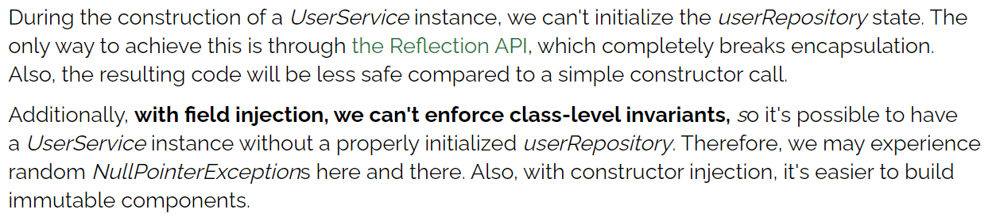 During the construction of a UserService instance, we can't initialize the userRepository state. The
only way to achieve this is through the Reflection API, which completely breaks encapsulation.
Also, the resulting code will be less safe compared to a simple constructor call.
Additionally, with field injection, we can't enforce class-level invariants, so it's possible to have
a UserService instance without a properly initialized userRepository. Therefore, we may experience
random NullPointerExceptions here and there. Also, with constructor injection, it's easier to build
immutable components.